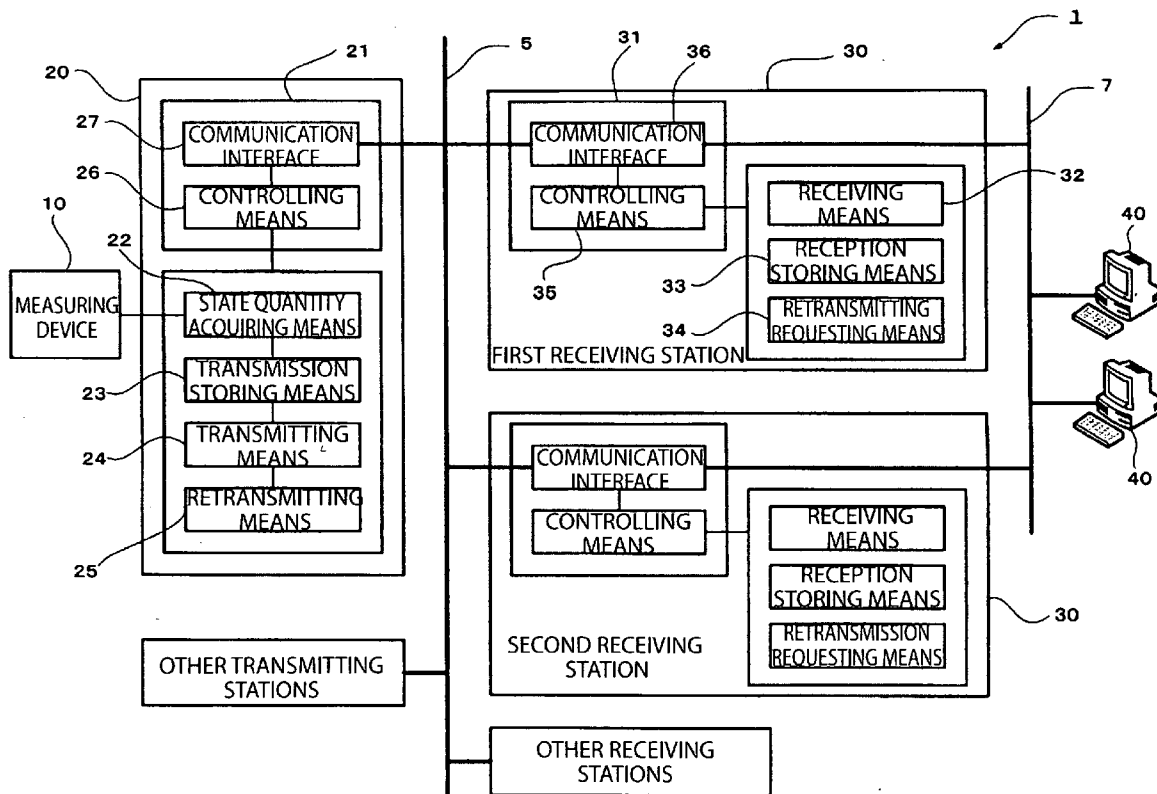 1
5
21
31
36
30
7
20
27
COMMUNICATION
INTERFACE
26
CONTROLLING
MEANS
COMMUNICATION
INTERFACE
CONTROLLING
MEANS
35
RECEIVING
MEANS
32
RECEPTION
STORING MEANS
33
RETRANSMITTING
REQUESTING MEANS
34
FIRST RECEIVING STATION
10
MEASURING
DEVICE
22
STATE QUANTITY
ACQUIRING MEANS
23
TRANSMISSION
STORING MEANS
24
TRANSMITTING
MEANS
25
RETRANSMITTING
MEANS
40
40
COMMUNICATION
INTERFACE
CONTROLLING
MEANS
RECEIVING
MEANS
RECEPTION
STORING MEANS
RETRANSMISSION
REQUESTING MEANS
30
SECOND RECEIVING
STATION
OTHER TRANSMITTING
STATIONS
OTHER RECEIVING
STATIONS